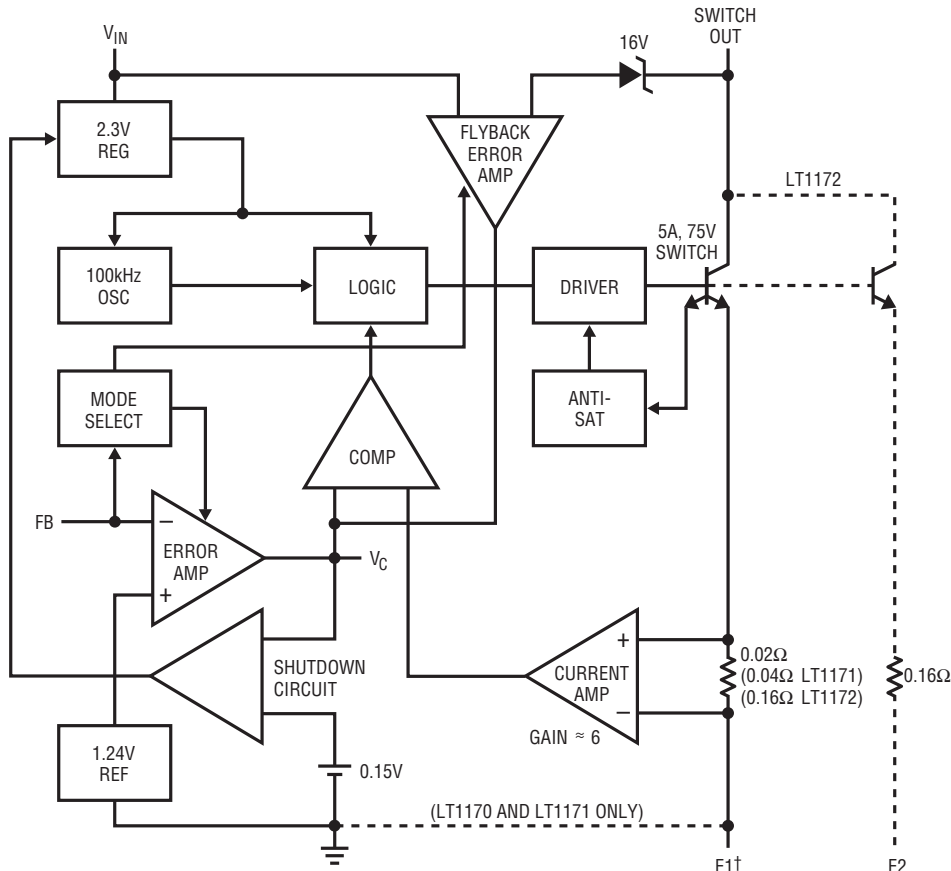 SWITCH
OUT
V_IN
16V
2.3V
REG
FLYBACK
ERROR
AMP
LT1172
5A, 75V
SWITCH
100kHz
OSC
LOGIC
DRIVER
MODE
SELECT
ANTI-
SAT
COMP
FB
−
ERROR
AMP
+
V_C
SHUTDOWN
CIRCUIT
+
CURRENT
AMP
−
GAIN ≈ 6
0.02Ω
(0.04Ω LT1171)
(0.16Ω LT1172)
0.16Ω
1.24V
REF
0.15V
(LT1170 AND LT1171 ONLY)
E1†
E2